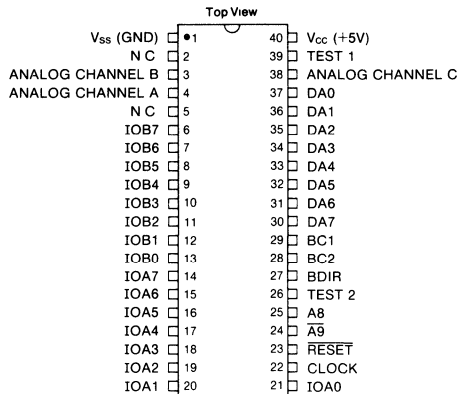 Top View
Vss (GND) 1 40 Vcc (+5V)
N C 2 39 TEST 1
ANALOG CHANNEL B 3 38 ANALOG CHANNEL C
ANALOG CHANNEL A 4 37 DA0
N C 5 36 DA1
IOB7 6 35 DA2
IOB6 7 34 DA3
IOB5 8 33 DA4
IOB4 9 32 DA5
IOB3 10 31 DA6
IOB2 11 30 DA7
IOB1 12 29 BC1
IOB0 13 28 BC2
IOA7 14 27 BDIR
IOA6 15 26 TEST 2
IOA5 16 25 A8
IOA4 17 24 A̅9̅
IOA3 18 23 R̅E̅S̅E̅T̅
IOA2 19 22 CLOCK
IOA1 20 21 IOA0